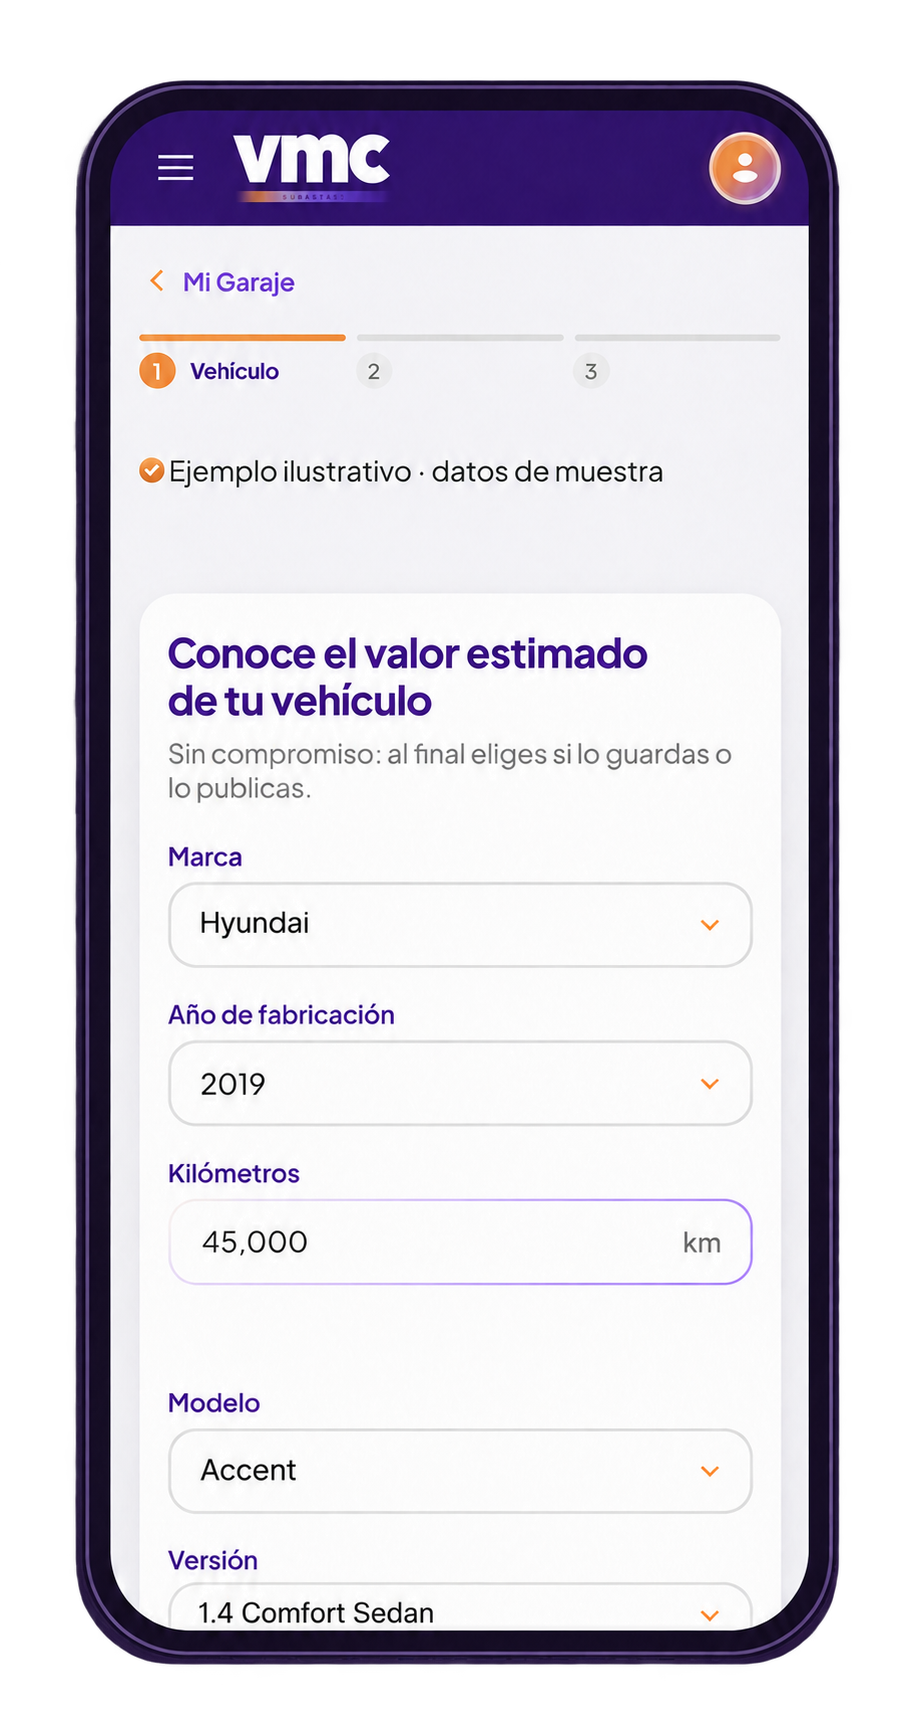 vmc
SUBASTAS
Mi Garaje
1 Vehículo 2 3
Ejemplo ilustrativo · datos de muestra
Conoce el valor estimado
de tu vehículo
Sin compromiso: al final eliges si lo guardas o
lo publicas.
Marca
Hyundai
Año de fabricación
2019
Kilómetros
45,000 km
Modelo
Accent
Versión
1.4 Comfort Sedan